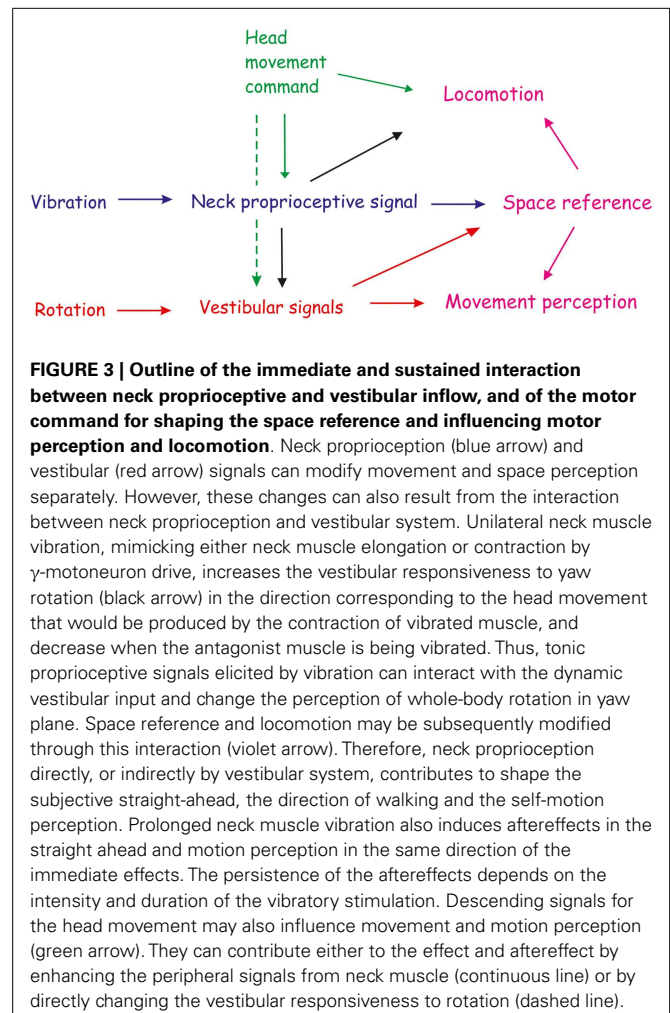 Head
movement
command
Locomotion
Vibration
Neck proprioceptive signal
Space reference
Rotation
Vestibular signals
Movement perception
FIGURE 3 | Outline of the immediate and sustained interaction
between neck proprioceptive and vestibular inflow, and of the motor
command for shaping the space reference and influencing motor
perception and locomotion. Neck proprioception (blue arrow) and
vestibular (red arrow) signals can modify movement and space perception
separately. However, these changes can also result from the interaction
between neck proprioception and vestibular system. Unilateral neck muscle
vibration, mimicking either neck muscle elongation or contraction by
γ-motoneuron drive, increases the vestibular responsiveness to yaw
rotation (black arrow) in the direction corresponding to the head movement
that would be produced by the contraction of vibrated muscle, and
decrease when the antagonist muscle is being vibrated. Thus, tonic
proprioceptive signals elicited by vibration can interact with the dynamic
vestibular input and change the perception of whole-body rotation in yaw
plane. Space reference and locomotion may be subsequently modified
through this interaction (violet arrow). Therefore, neck proprioception
directly, or indirectly by vestibular system, contributes to shape the
subjective straight-ahead, the direction of walking and the self-motion
perception. Prolonged neck muscle vibration also induces aftereffects in the
straight ahead and motion perception in the same direction of the
immediate effects. The persistence of the aftereffects depends on the
intensity and duration of the vibratory stimulation. Descending signals for
the head movement may also influence movement and motion perception
(green arrow). They can contribute either to the effect and aftereffect by
enhancing the peripheral signals from neck muscle (continuous line) or by
directly changing the vestibular responsiveness to rotation (dashed line).